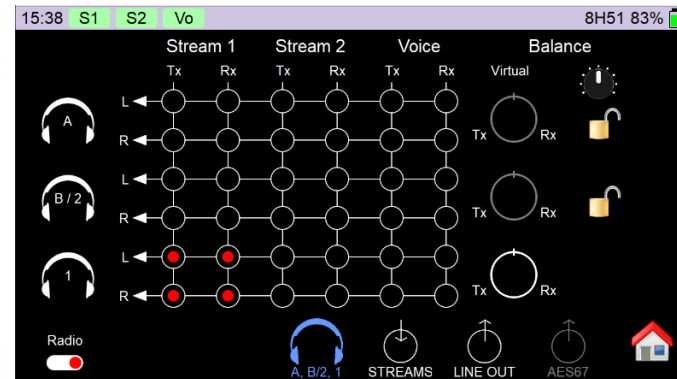 15:38 S1 S2 Vo 8H51 83%
Stream 1 Stream 2 Voice Balance
Tx Rx Tx Rx Tx Rx Virtual
L
A
R
Tx Rx
L
B / 2
R
Tx Rx
L
1
R
Tx Rx
Radio
A, B/2, 1 STREAMS LINE OUT AES67